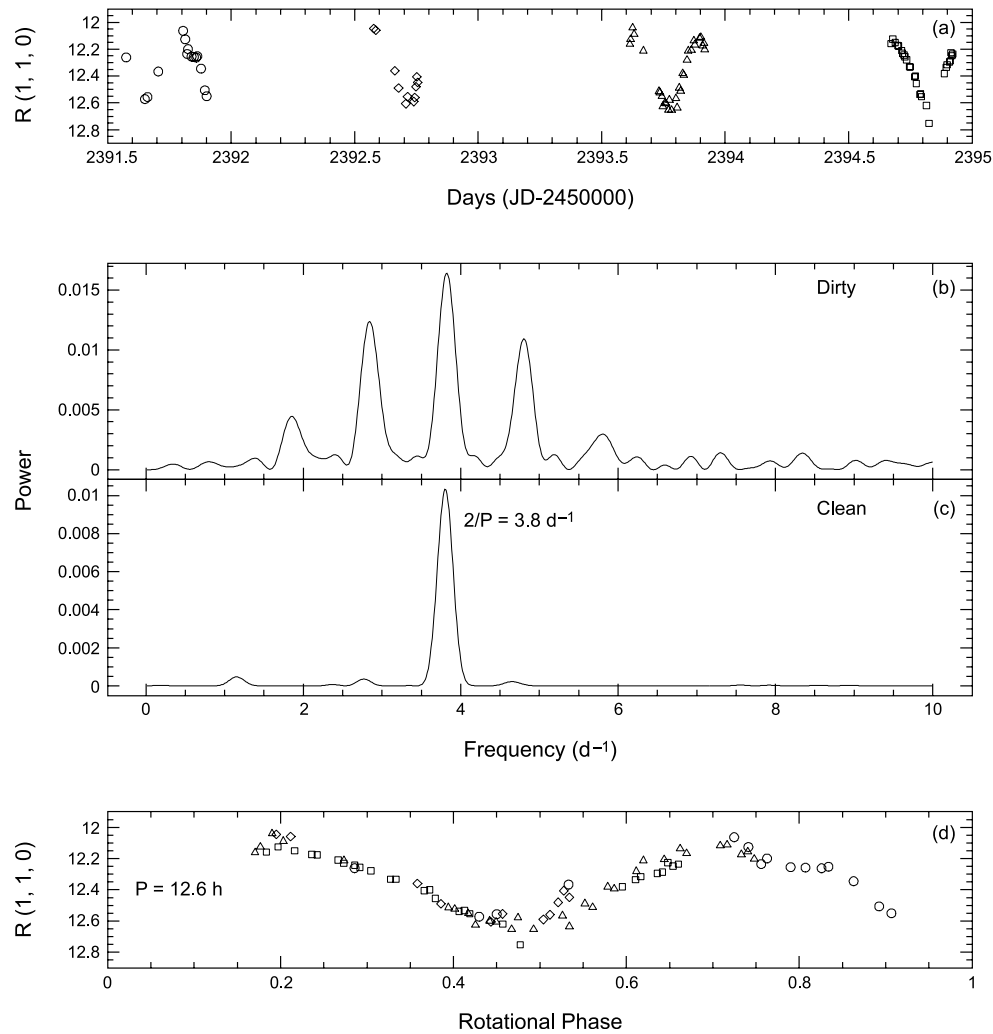 (a)
R (1, 1, 0)
12
12.2
12.4
12.6
12.8
2391.5 2392 2392.5 2393 2393.5 2394 2394.5 2395
Days (JD-2450000)
Dirty (b)
0.015
0.01
0.005
0
Power
2/P = 3.8 d⁻¹
Clean (c)
0.01
0.008
0.006
0.004
0.002
0
0 2 4 6 8 10
Frequency (d⁻¹)
(d)
R (1, 1, 0)
12
12.2
12.4
12.6
12.8
P = 12.6 h
0 0.2 0.4 0.6 0.8 1
Rotational Phase